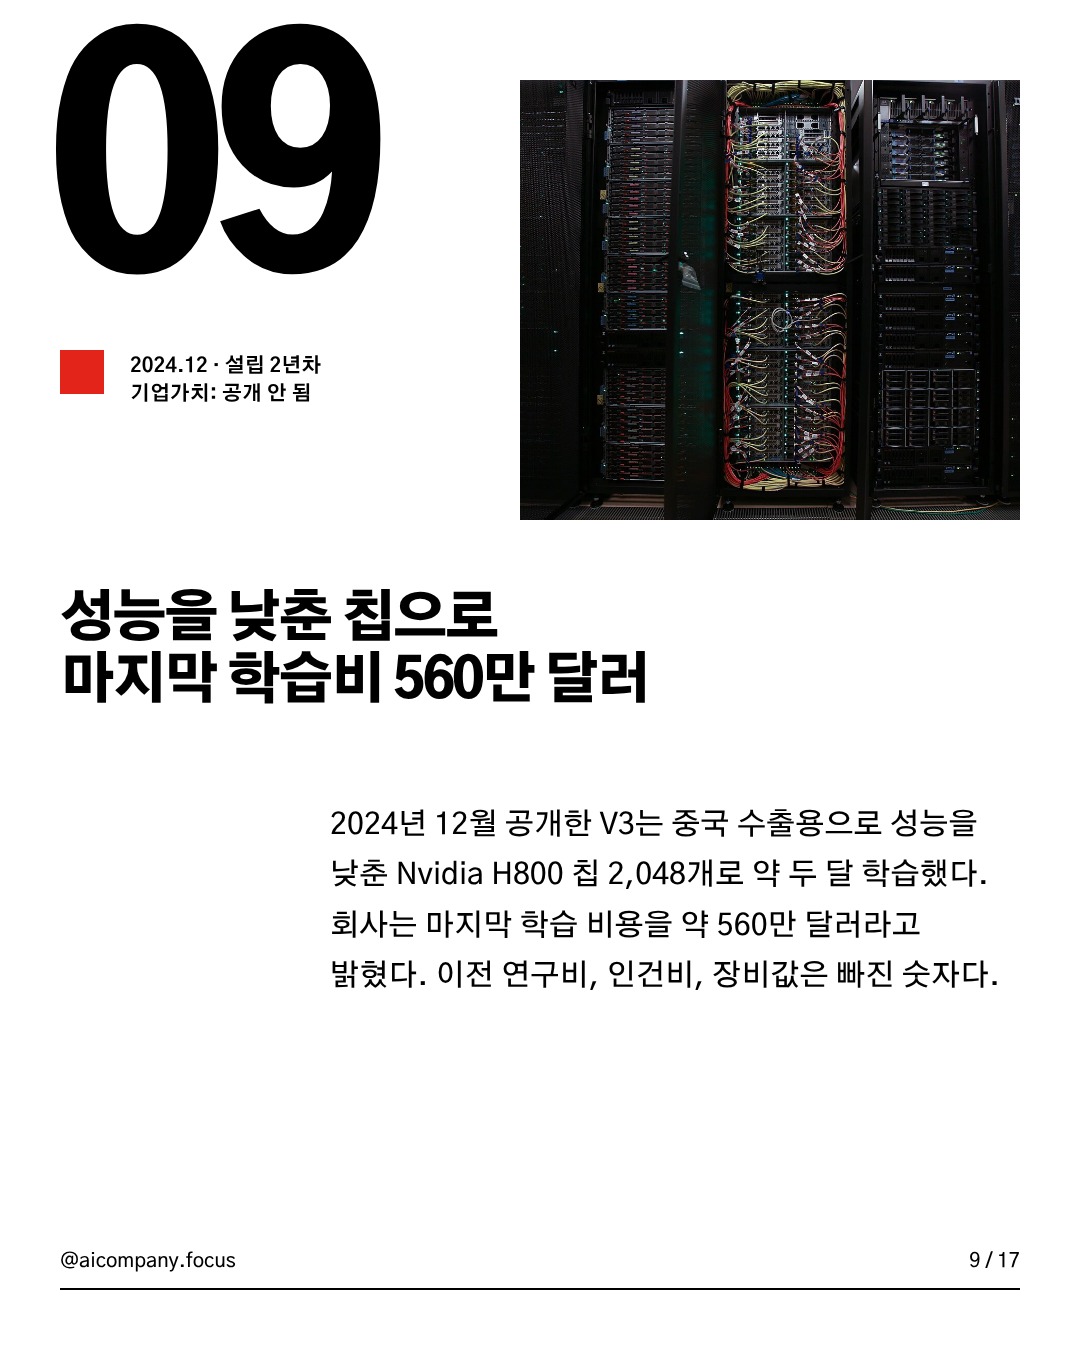 09
2024.12 · 설립 2년차
기업가치: 공개 안 됨
성능을 낮춘 칩으로
마지막 학습비 560만 달러
2024년 12월 공개한 V3는 중국 수출용으로 성능을
낮춘 Nvidia H800 칩 2,048개로 약 두 달 학습했다.
회사는 마지막 학습 비용을 약 560만 달러라고
밝혔다. 이전 연구비, 인건비, 장비값은 빠진 숫자다.
@aicompany.focus
9 / 17